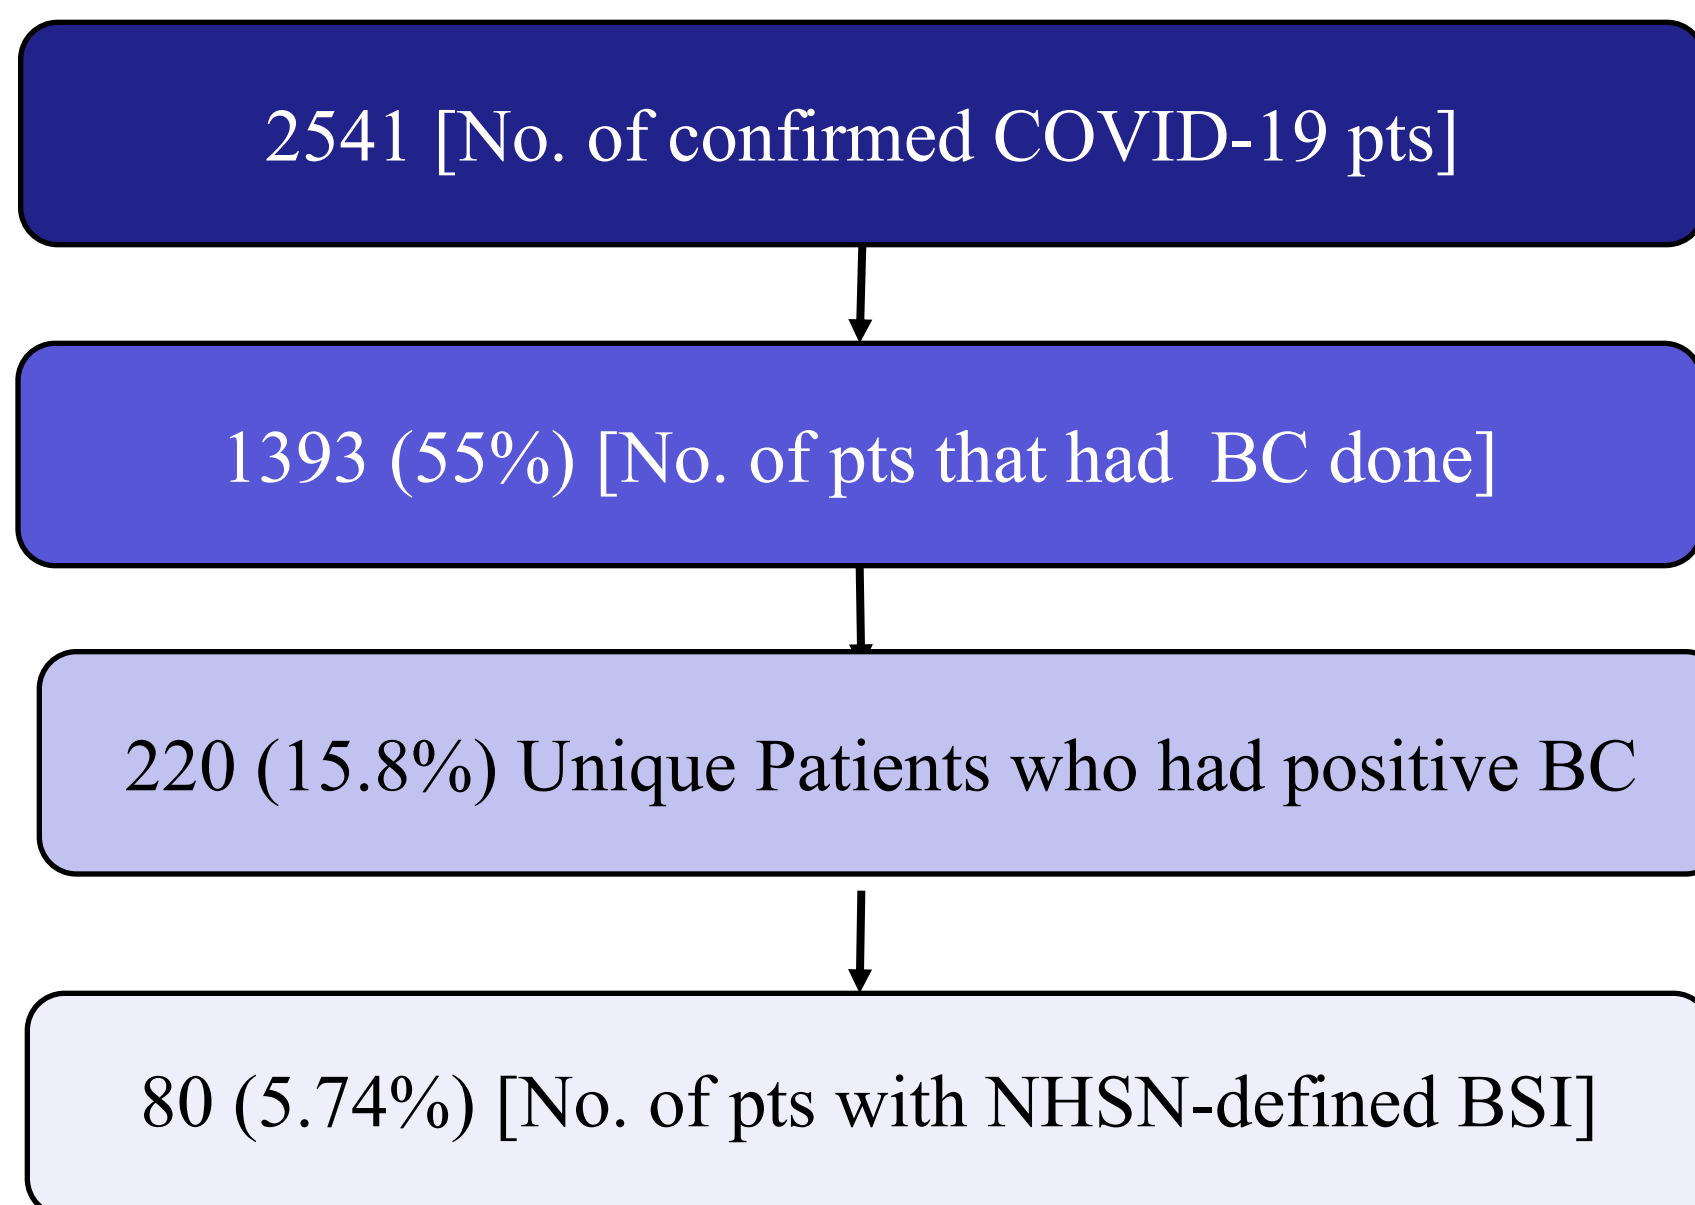 2541 [No. of confirmed COVID-19 pts]
1393 (55%) [No. of pts that had  BC done]
220 (15.8%) Unique Patients who had positive BC
80 (5.74%) [No. of pts with NHSN-defined BSI]